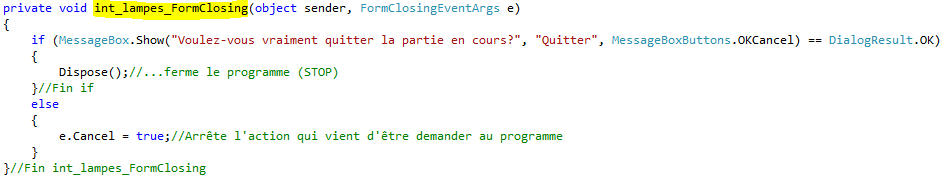 private void int_lampes_FormClosing(object sender, FormClosingEventArgs e)
{
if (MessageBox.Show("Voulez-vous vraiment quitter la partie en cours?", "Quitter", MessageBoxButtons.OKCancel) == DialogResult.OK)
{
Dispose();//...ferme le programme (STOP)
}//Fin if
else
{
e.Cancel = true;//Arrête l'action qui vient d'être demander au programme
}
}//Fin int_lampes_FormClosing